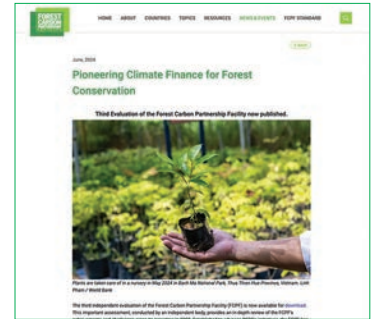 FOREST
CARBON
PARTNERSHIP
HOME ABOUT COUNTRIES TOPICS RESOURCES NEWS & EVENTS FCPF STANDARD
June, 2024
Pioneering Climate Finance for Forest
Conservation
Third Evaluation of the Forest Carbon Partnership Facility now published.
Plants are taken care of in a nursery in May 2024 in Bach Ma National Park, Thua Thien Hue Province, Vietnam. Linh
Pham / World Bank
The third independent evaluation of the Forest Carbon Partnership Facility (FCPF) is now available for download.
This important assessment, conducted by an independent body, provides an in-depth review of the FCPF's